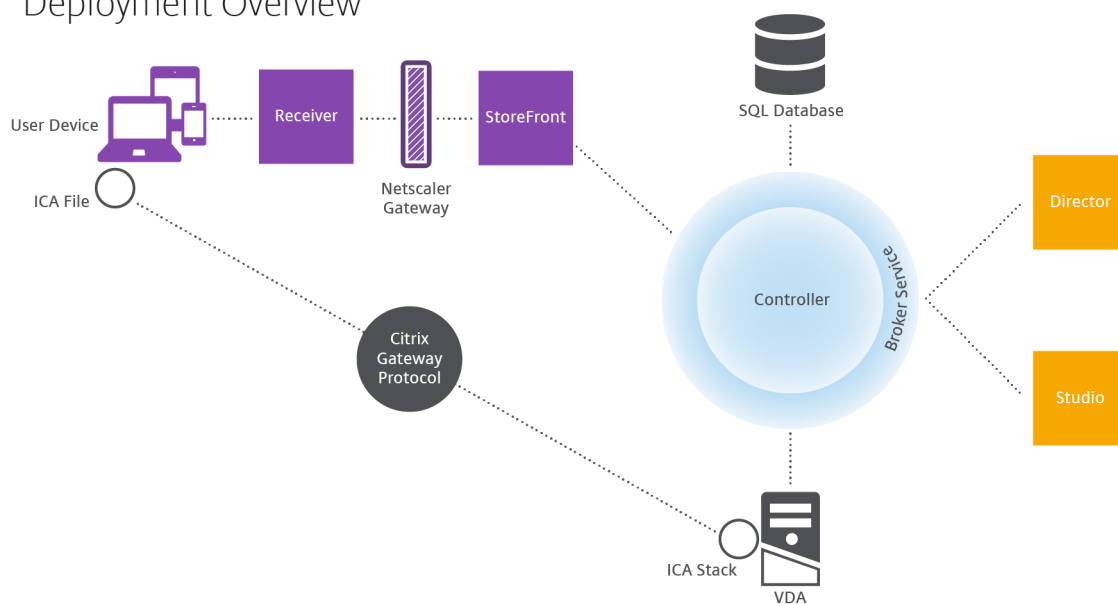 Deployment Overview
SQL Database
User Device
Receiver
StoreFront
Netscaler
Gateway
ICA File
Director
Broker Service
Controller
Citrix
Gateway
Protocol
Studio
ICA Stack
VDA